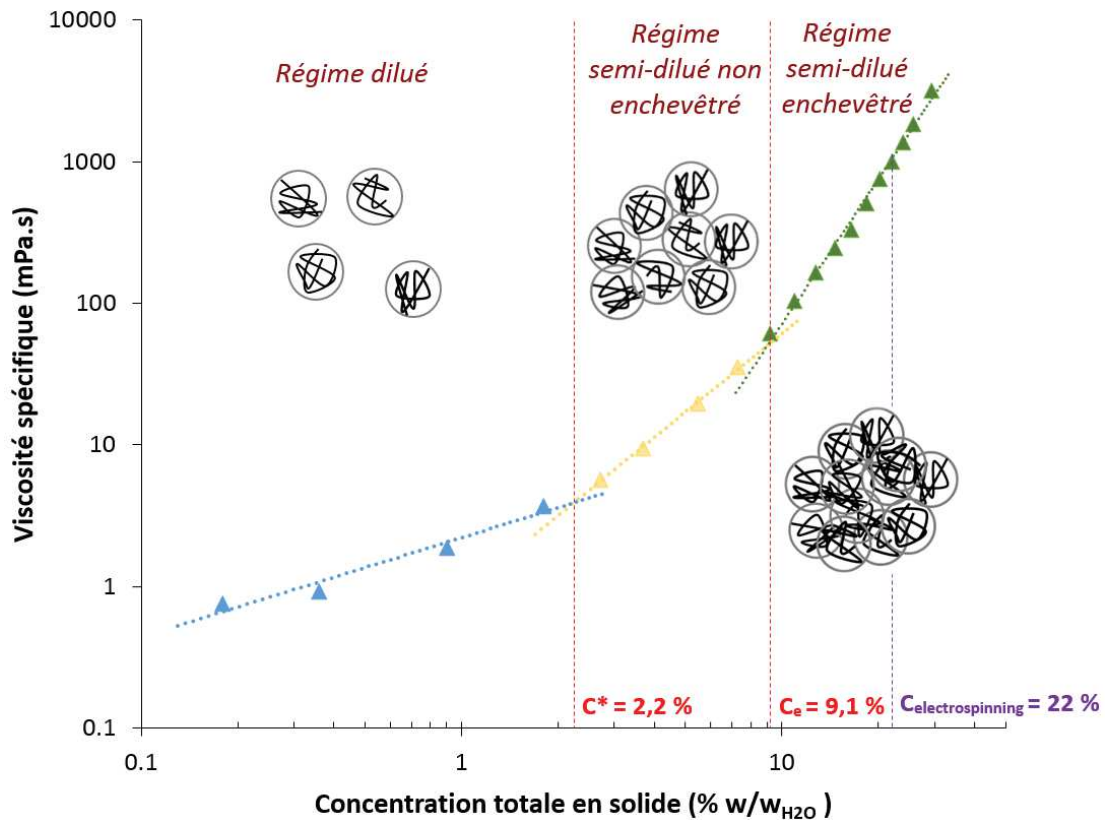 10000
1000
100
10
1
0.1
Viscosité spécifique (mPa.s)
Régime dilué
Régime
semi-dilué non
enchevêtré
Régime
semi-dilué
enchevêtré
C* = 2,2 %
Ce = 9,1 %
Celectrospinning = 22 %
0.1
1
10
Concentration totale en solide (% w/wH2O )